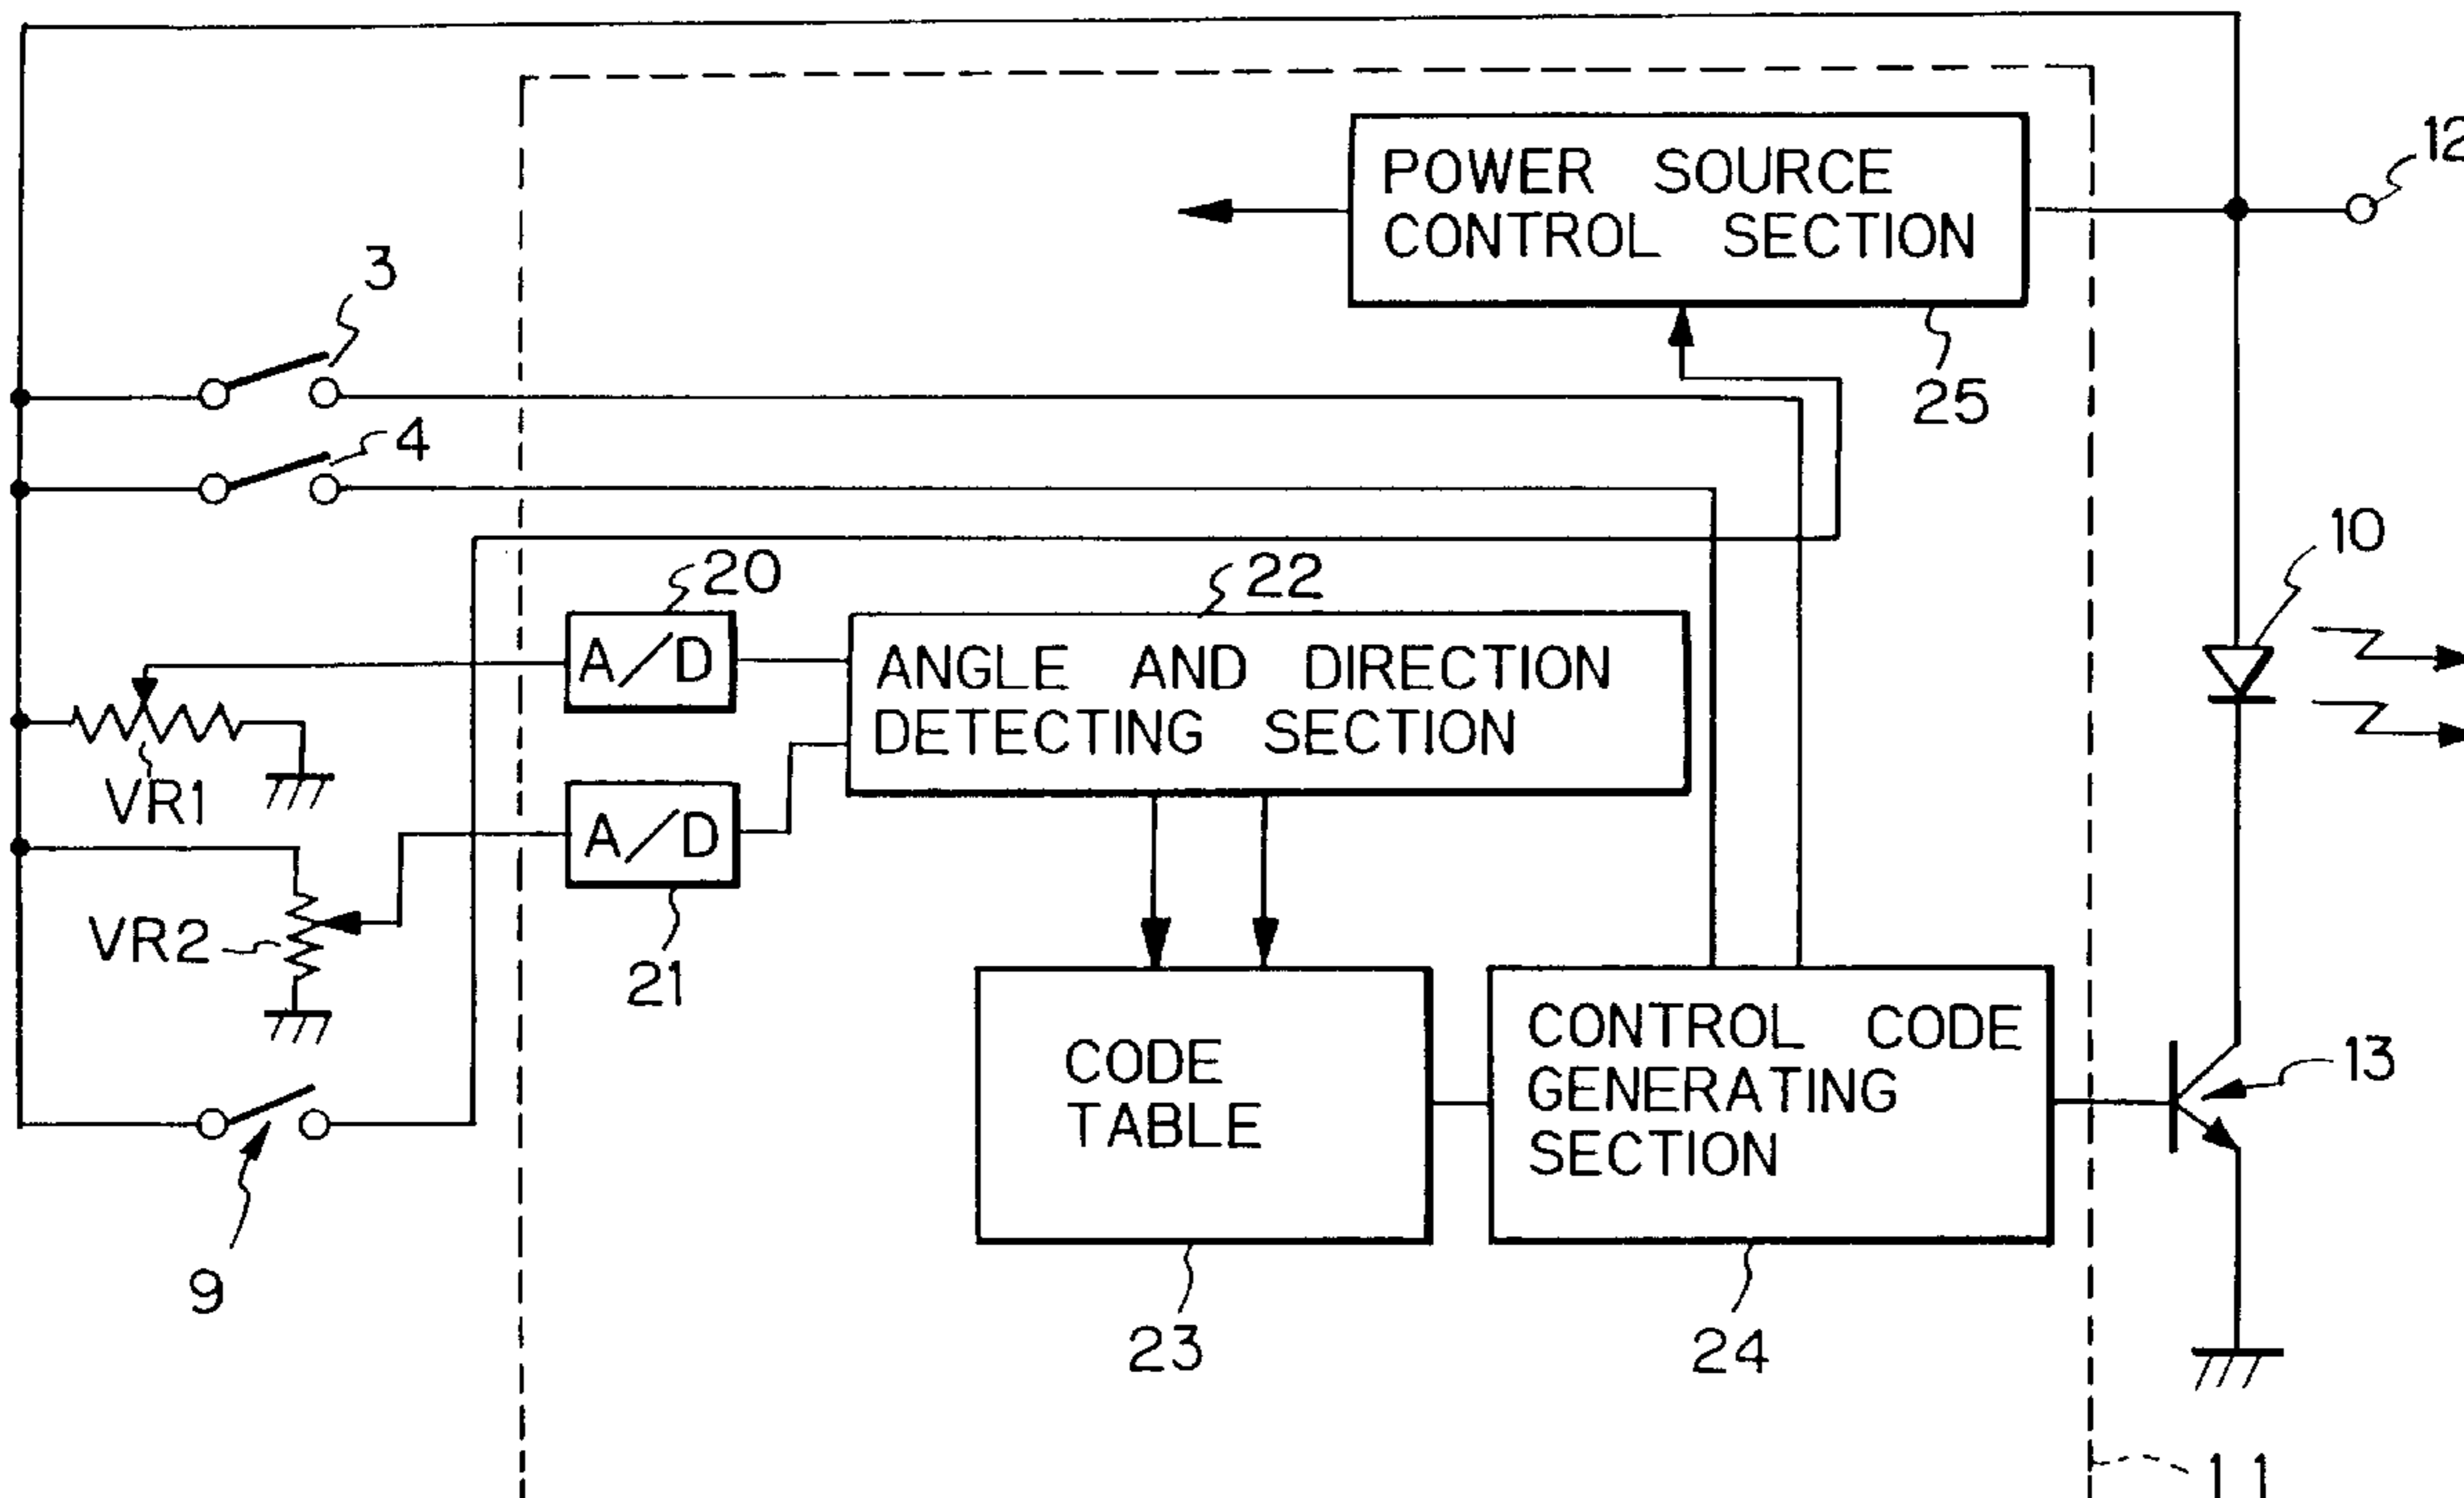 12
POWER SOURCE
CONTROL SECTION
3
25
4
10
20
22
A/D
ANGLE AND DIRECTION
DETECTING SECTION
VR1
A/D
VR2
21
CODE
TABLE
CONTROL CODE
GENERATING
SECTION
13
9
23
24
11